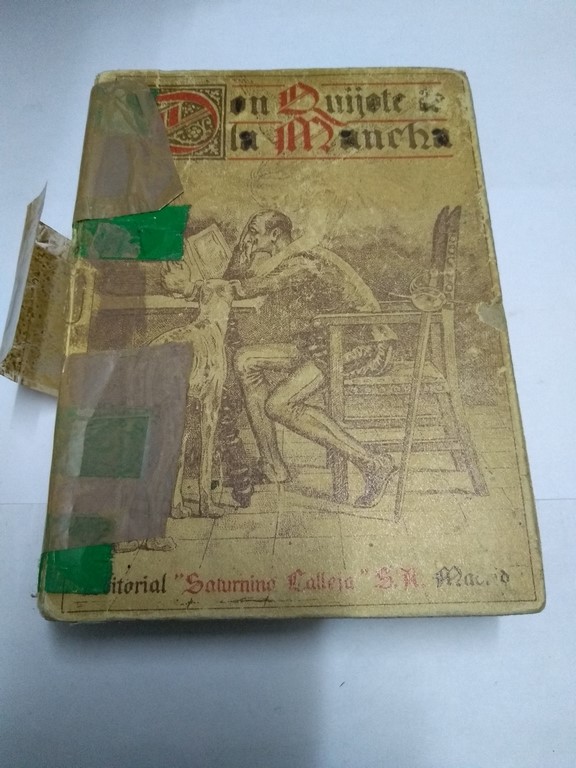 Don Quijote de
la Mancha
Editorial "Saturnino Calleja" S.A. Madrid